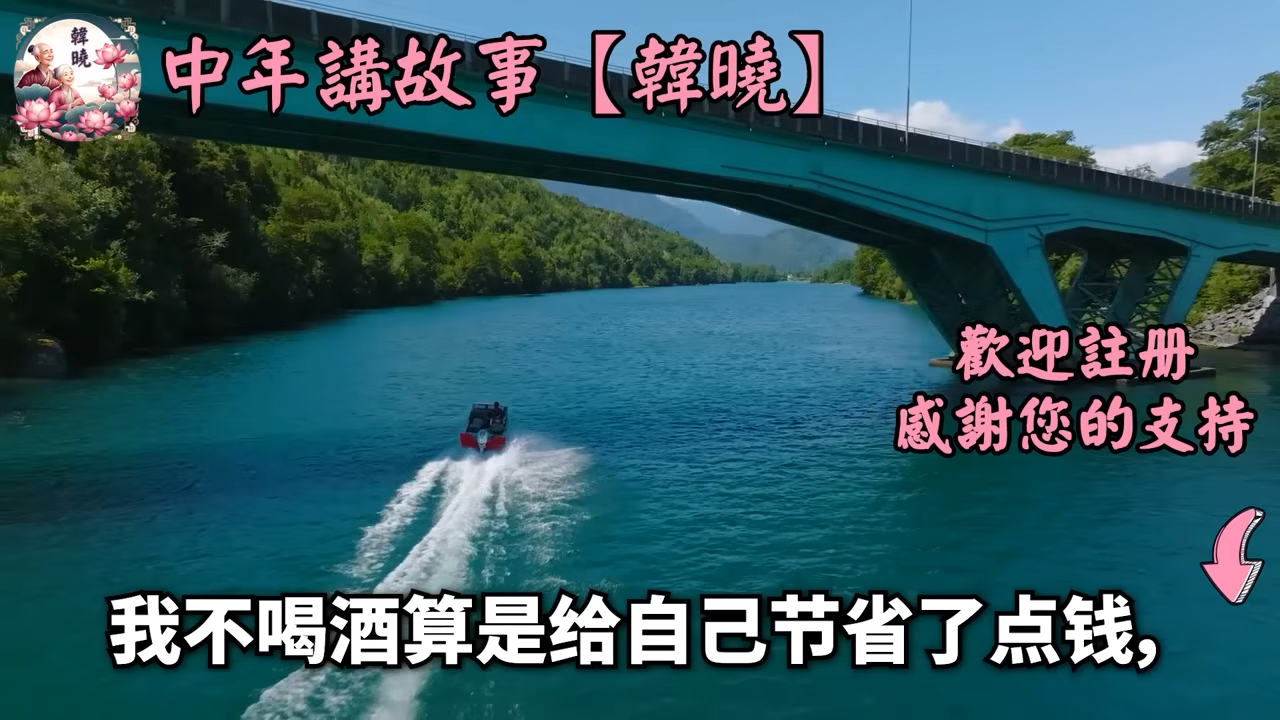 韓曉
中年講故事【韓曉】
歡迎註册
感謝您的支持
我不喝酒算是给自己节省了点钱,